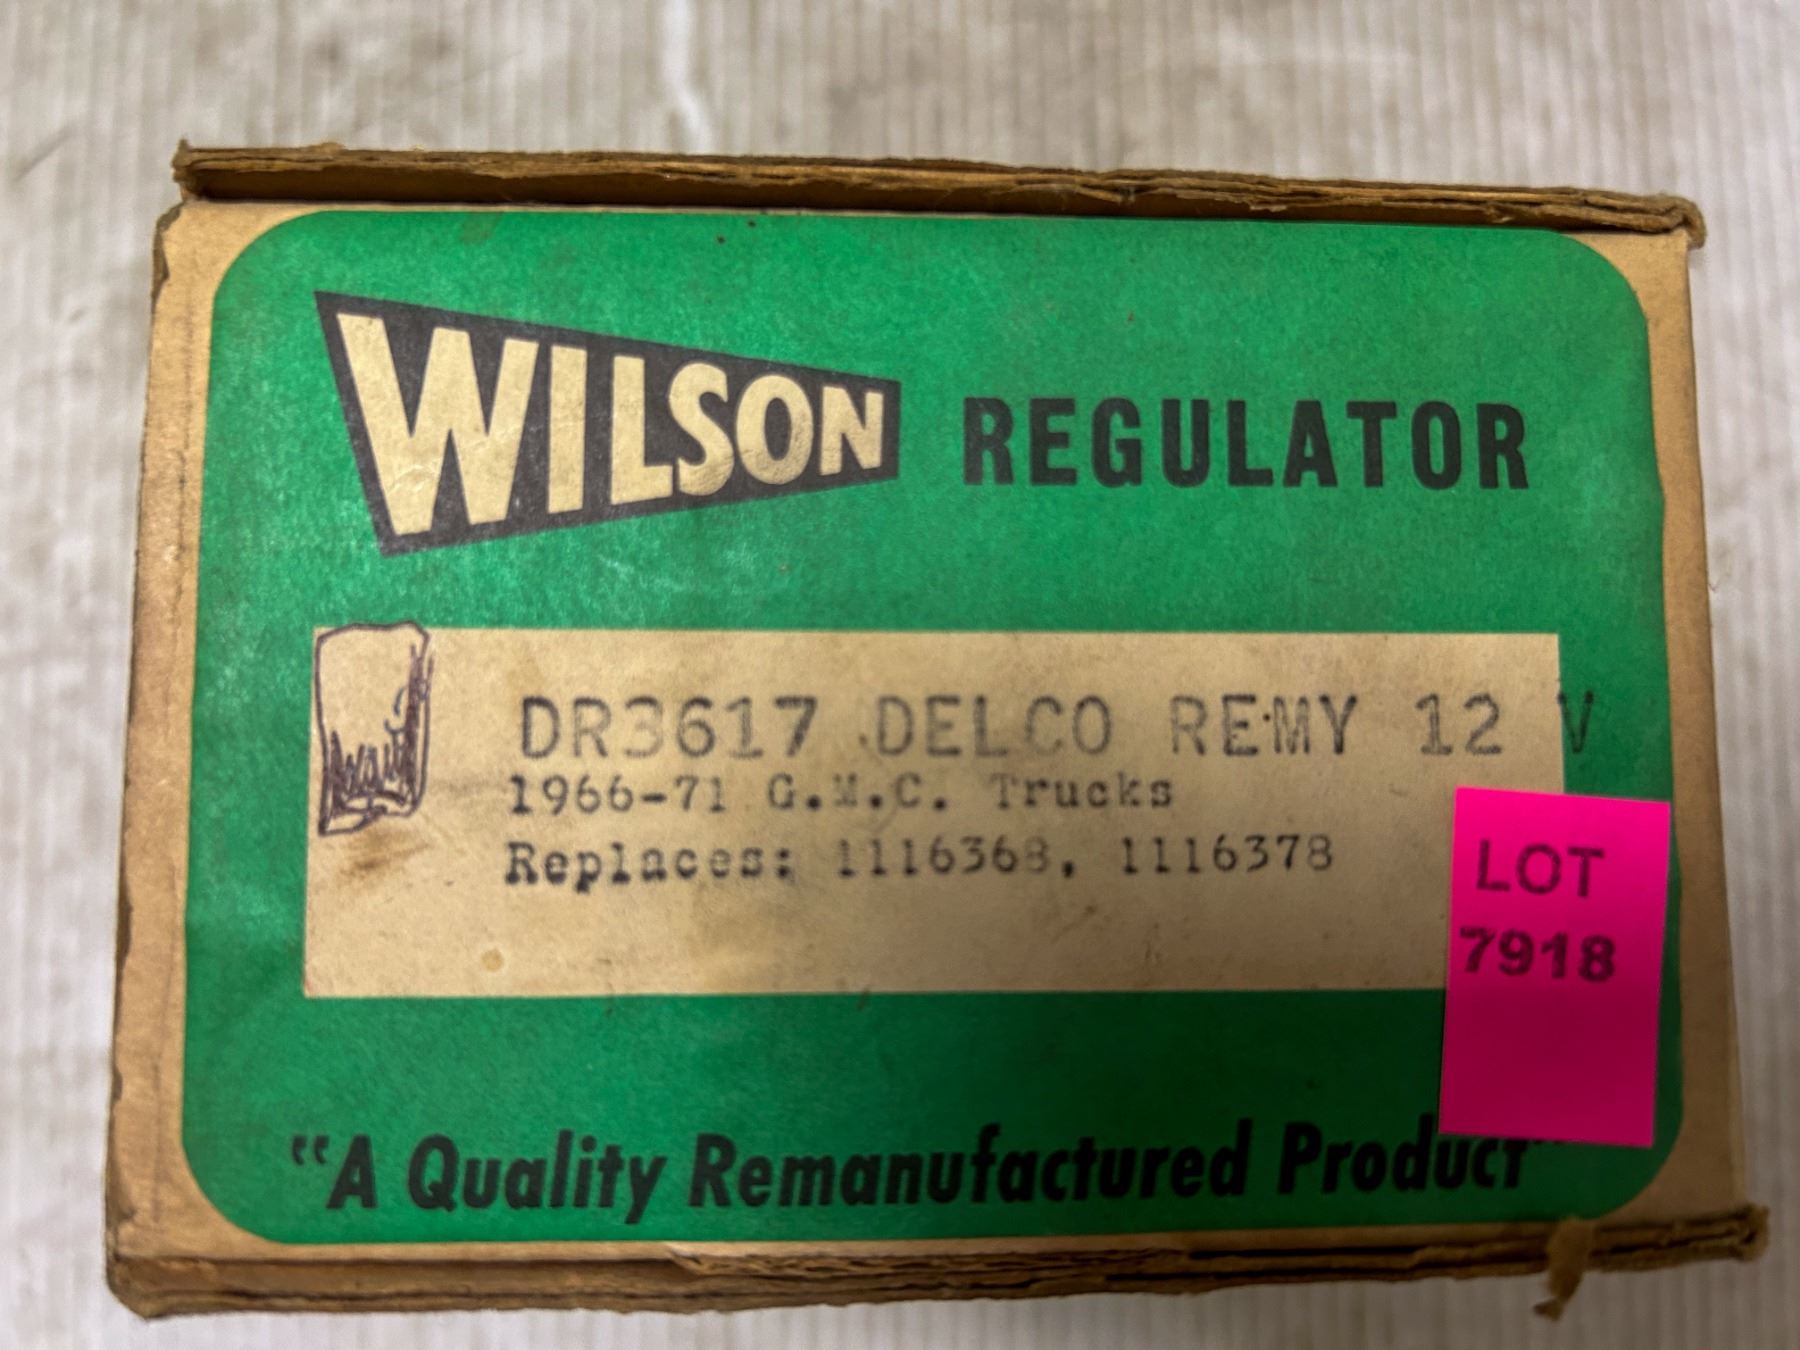 WILSON REGULATOR
DR3617 DELCO REMY 12 V
1966-71 G.M.C. Trucks
Replaces: 1116368, 1116378
LOT
7918
"A Quality Remanufactured Product"